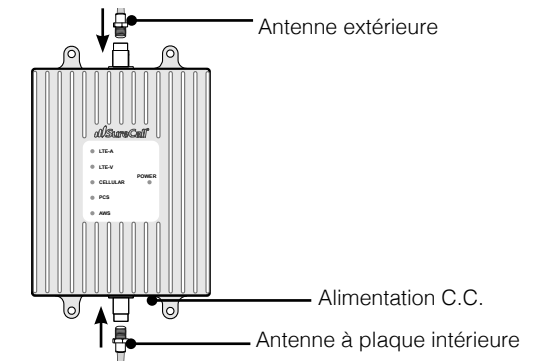 Antenne extérieure
SureCall
LTE-A
LTE-V
POWER
CELLULAR
PCS
AWS
Alimentation C.C.
Antenne à plaque intérieure